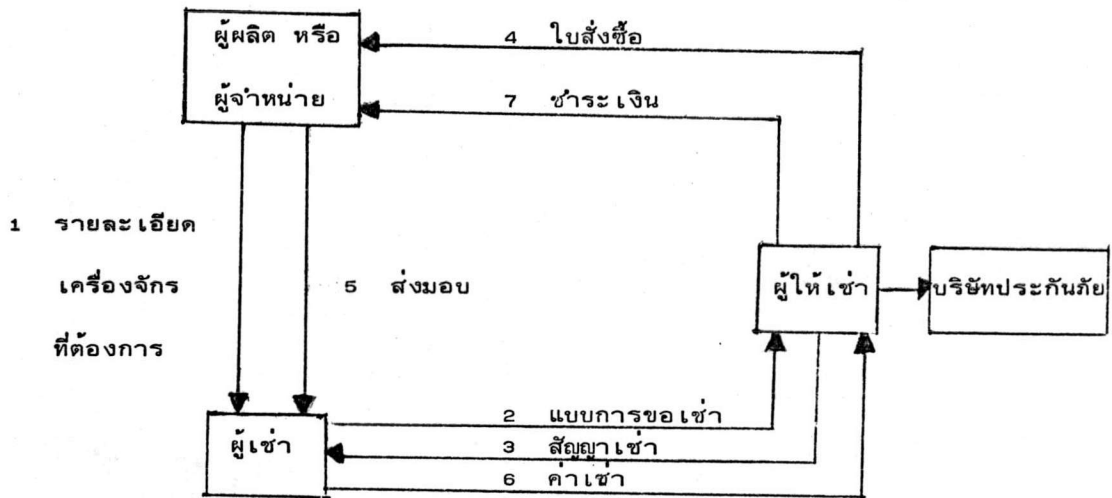 ผู้ผลิต หรือ
ผู้จำหน่าย
4 ใบสั่งซื้อ
7 ชำระเงิน
1 รายละเอียด
เครื่องจักร
ที่ต้องการ
5 ส่งมอบ
ผู้ให้เช่า
บริษัทประกันภัย
ผู้เช่า
2 แบบการขอเช่า
3 สัญญาเช่า
6 ค่าเช่า